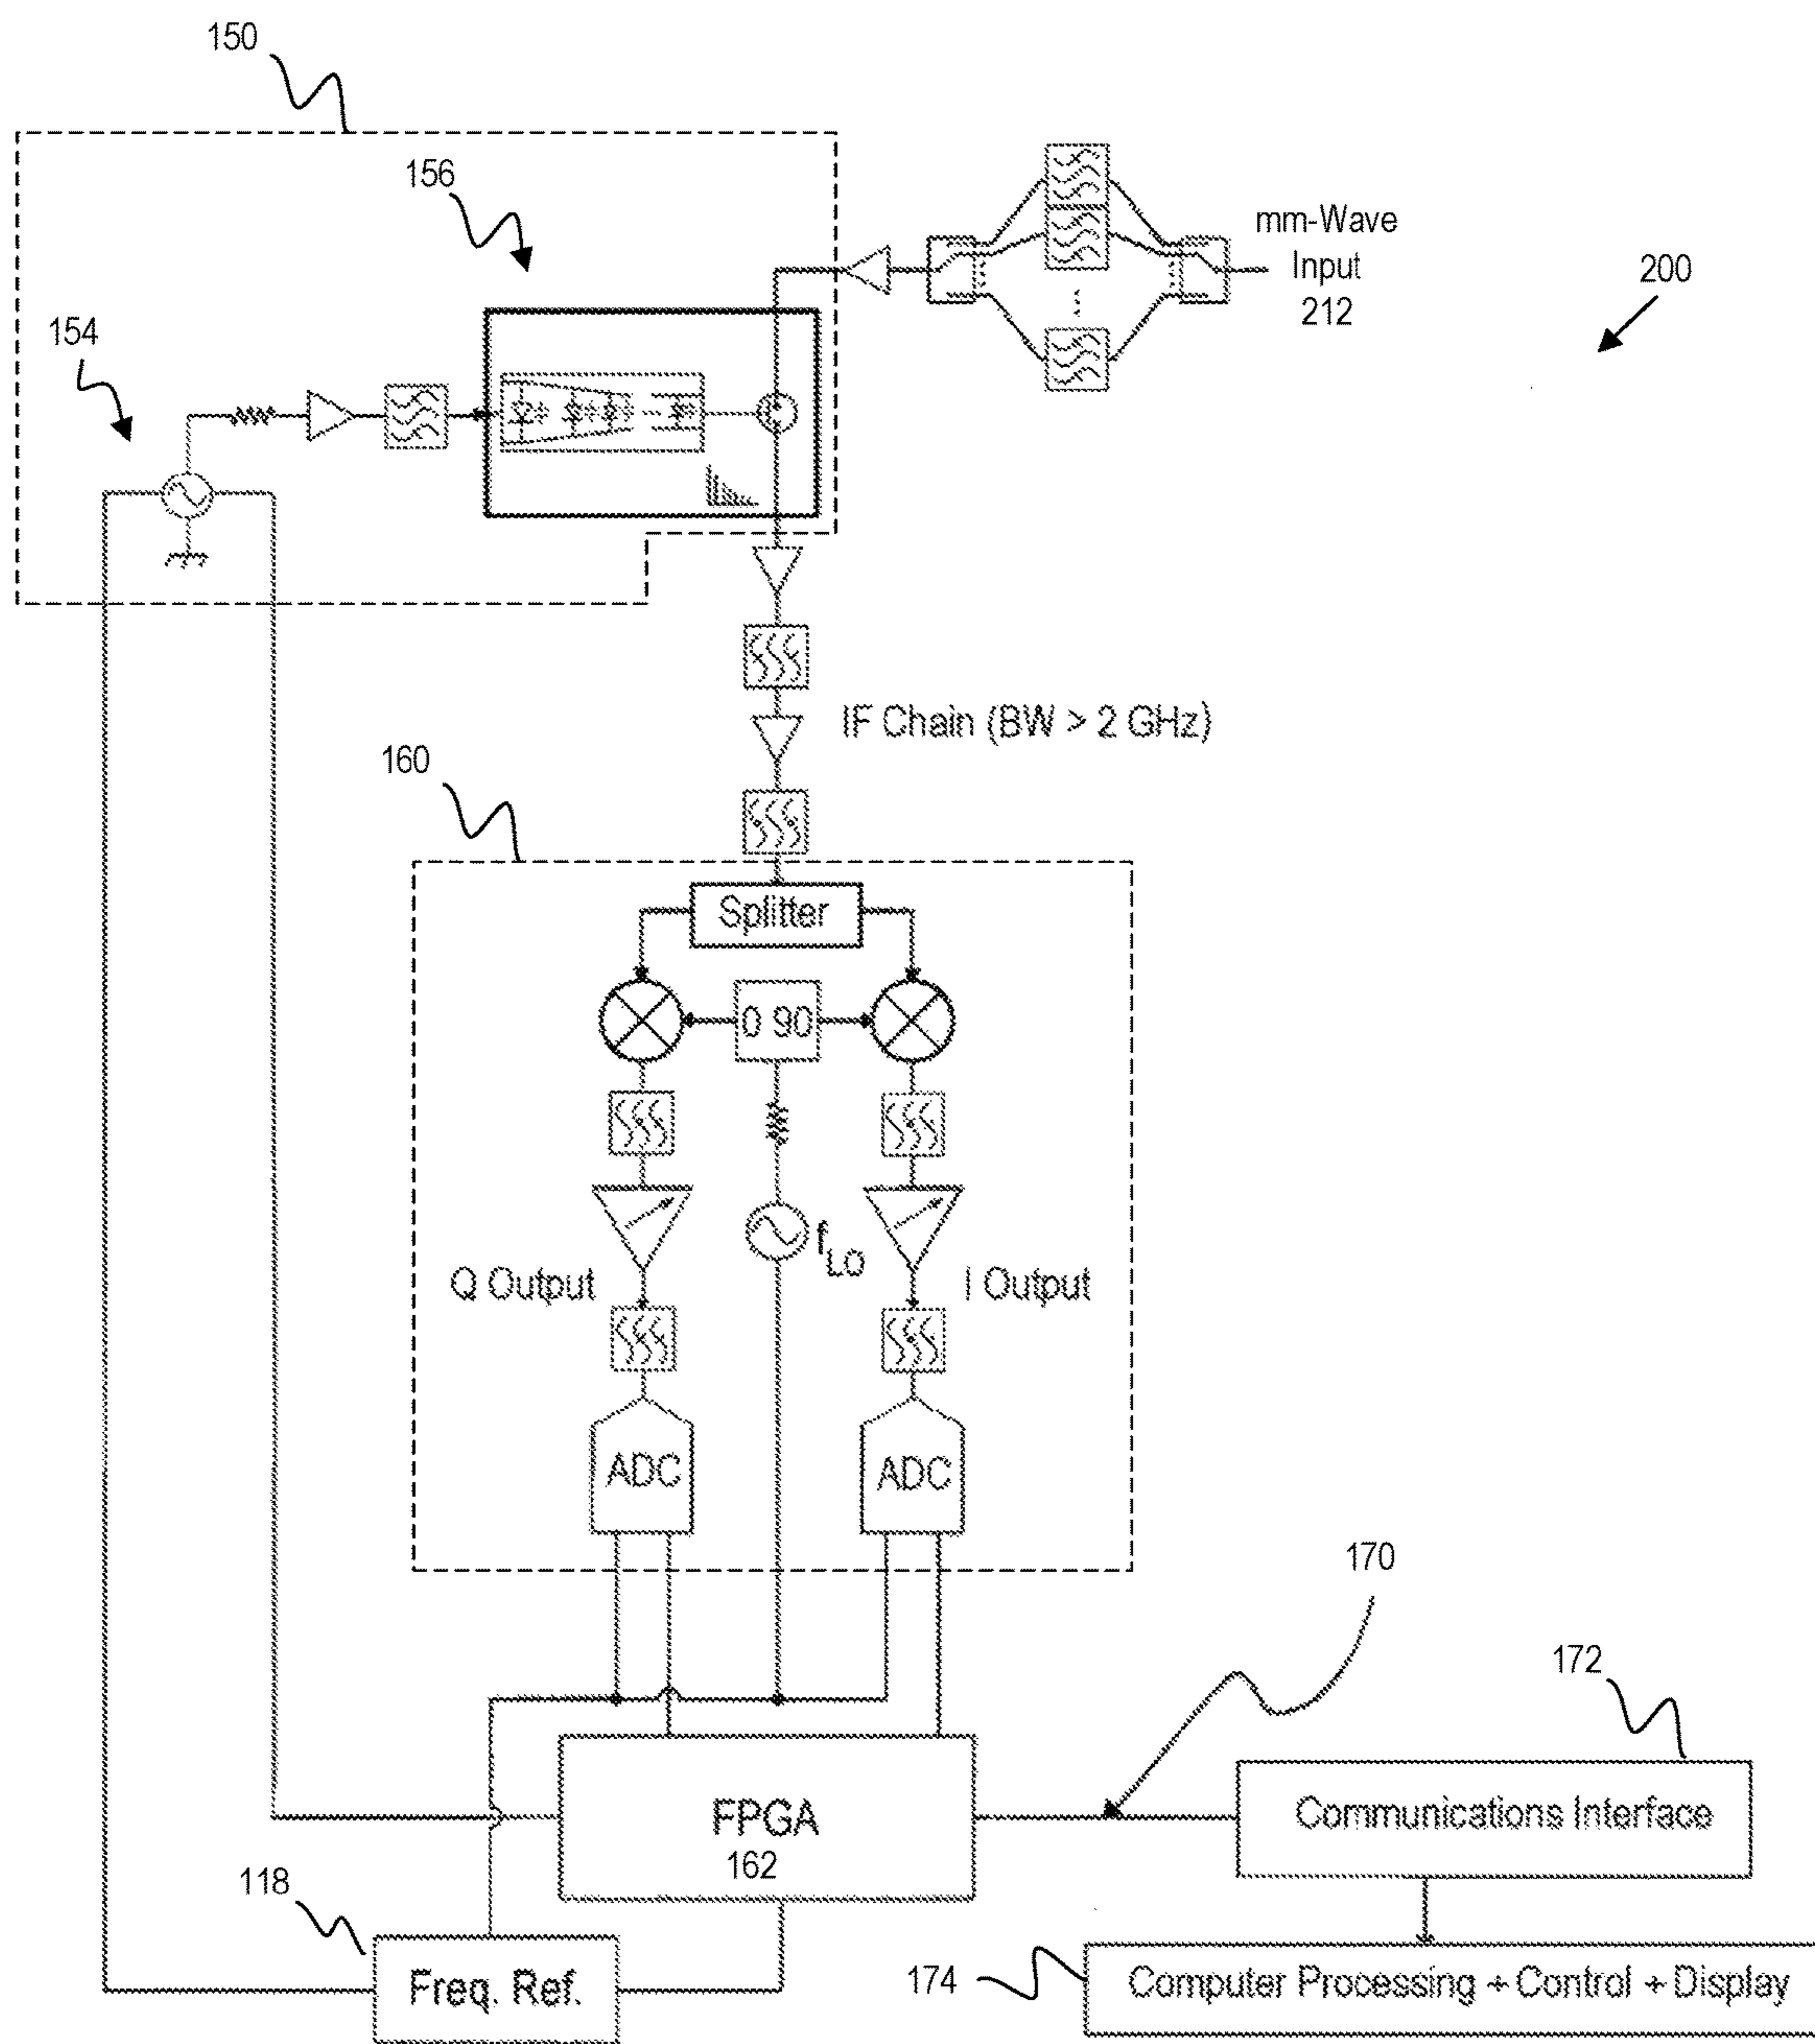 150
156
mm-Wave
Input
212
200
154
IF Chain (BW > 2 GHz)
160
Splitter
0 90
fLO
Q Output
I Output
ADC
ADC
170
172
FPGA
162
Communications Interface
118
Freq. Ref.
174
Computer Processing + Control + Display